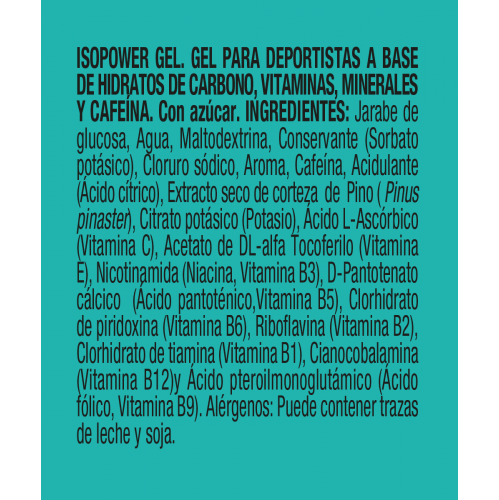 ISOPOWER GEL. GEL PARA DEPORTISTAS A BASE
DE HIDRATOS DE CARBONO, VITAMINAS, MINERALES
Y CAFEÍNA. Con azúcar. INGREDIENTES: Jarabe de
glucosa, Agua, Maltodextrina, Conservante (Sorbato
potásico), Cloruro sódico, Aroma, Cafeína, Acidulante
(Ácido cítrico), Extracto seco de corteza de Pino ( Pinus
pinaster), Citrato potásico (Potasio), Ácido L-Ascórbico
(Vitamina C), Acetato de DL-alfa Tocoferilo (Vitamina
E), Nicotinamida (Niacina, Vitamina B3), D-Pantotenato
cálcico (Ácido pantoténico,Vitamina B5), Clorhidrato
de piridoxina (Vitamina B6), Riboflavina (Vitamina B2),
Clorhidrato de tiamina (Vitamina B1), Cianocobalamina
(Vitamina B12)y Ácido pteroilmonoglutámico (Ácido
fólico, Vitamina B9). Alérgenos: Puede contener trazas
de leche y soja.